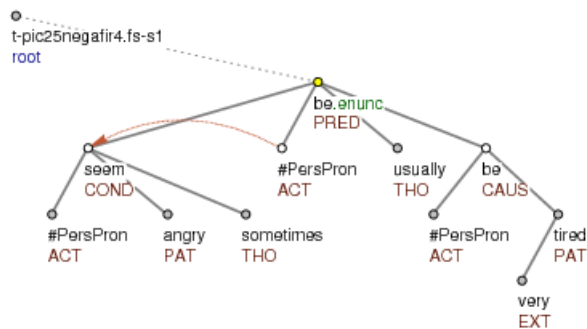 t-pic25negafir4.fs-s1
root
be.enunc
PRED
seem
COND
#PersPron
ACT
usually
THO
be
CAUS
#PersPron
ACT
angry
PAT
sometimes
THO
#PersPron
ACT
tired
PAT
very
EXT